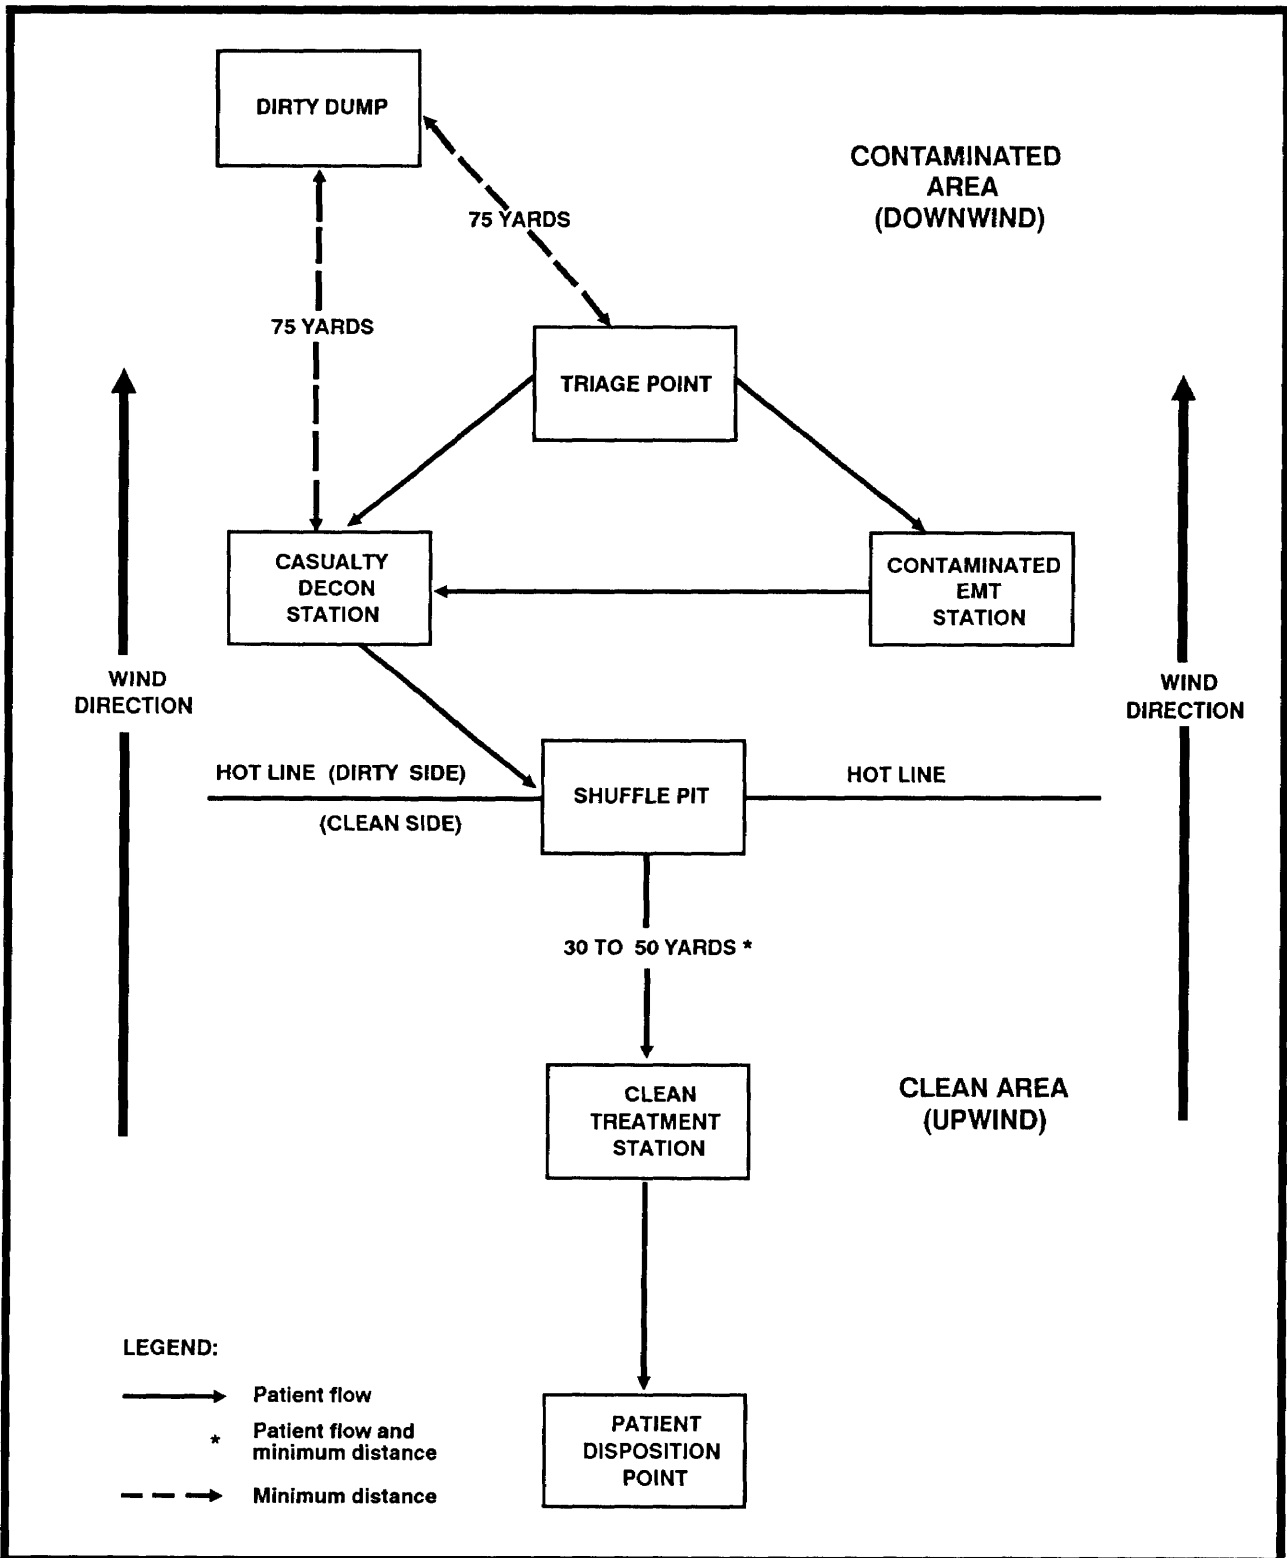 DIRTY DUMP
CONTAMINATED
AREA
(DOWNWIND)
75 YARDS
75 YARDS
TRIAGE POINT
CASUALTY
DECON
STATION
CONTAMINATED
EMT
STATION
WIND
DIRECTION
WIND
DIRECTION
HOT LINE (DIRTY SIDE)
(CLEAN SIDE)
SHUFFLE PIT
HOT LINE
30 TO 50 YARDS *
CLEAN
TREATMENT
STATION
CLEAN AREA
(UPWIND)
LEGEND:
Patient flow
* Patient flow and
minimum distance
Minimum distance
PATIENT
DISPOSITION
POINT